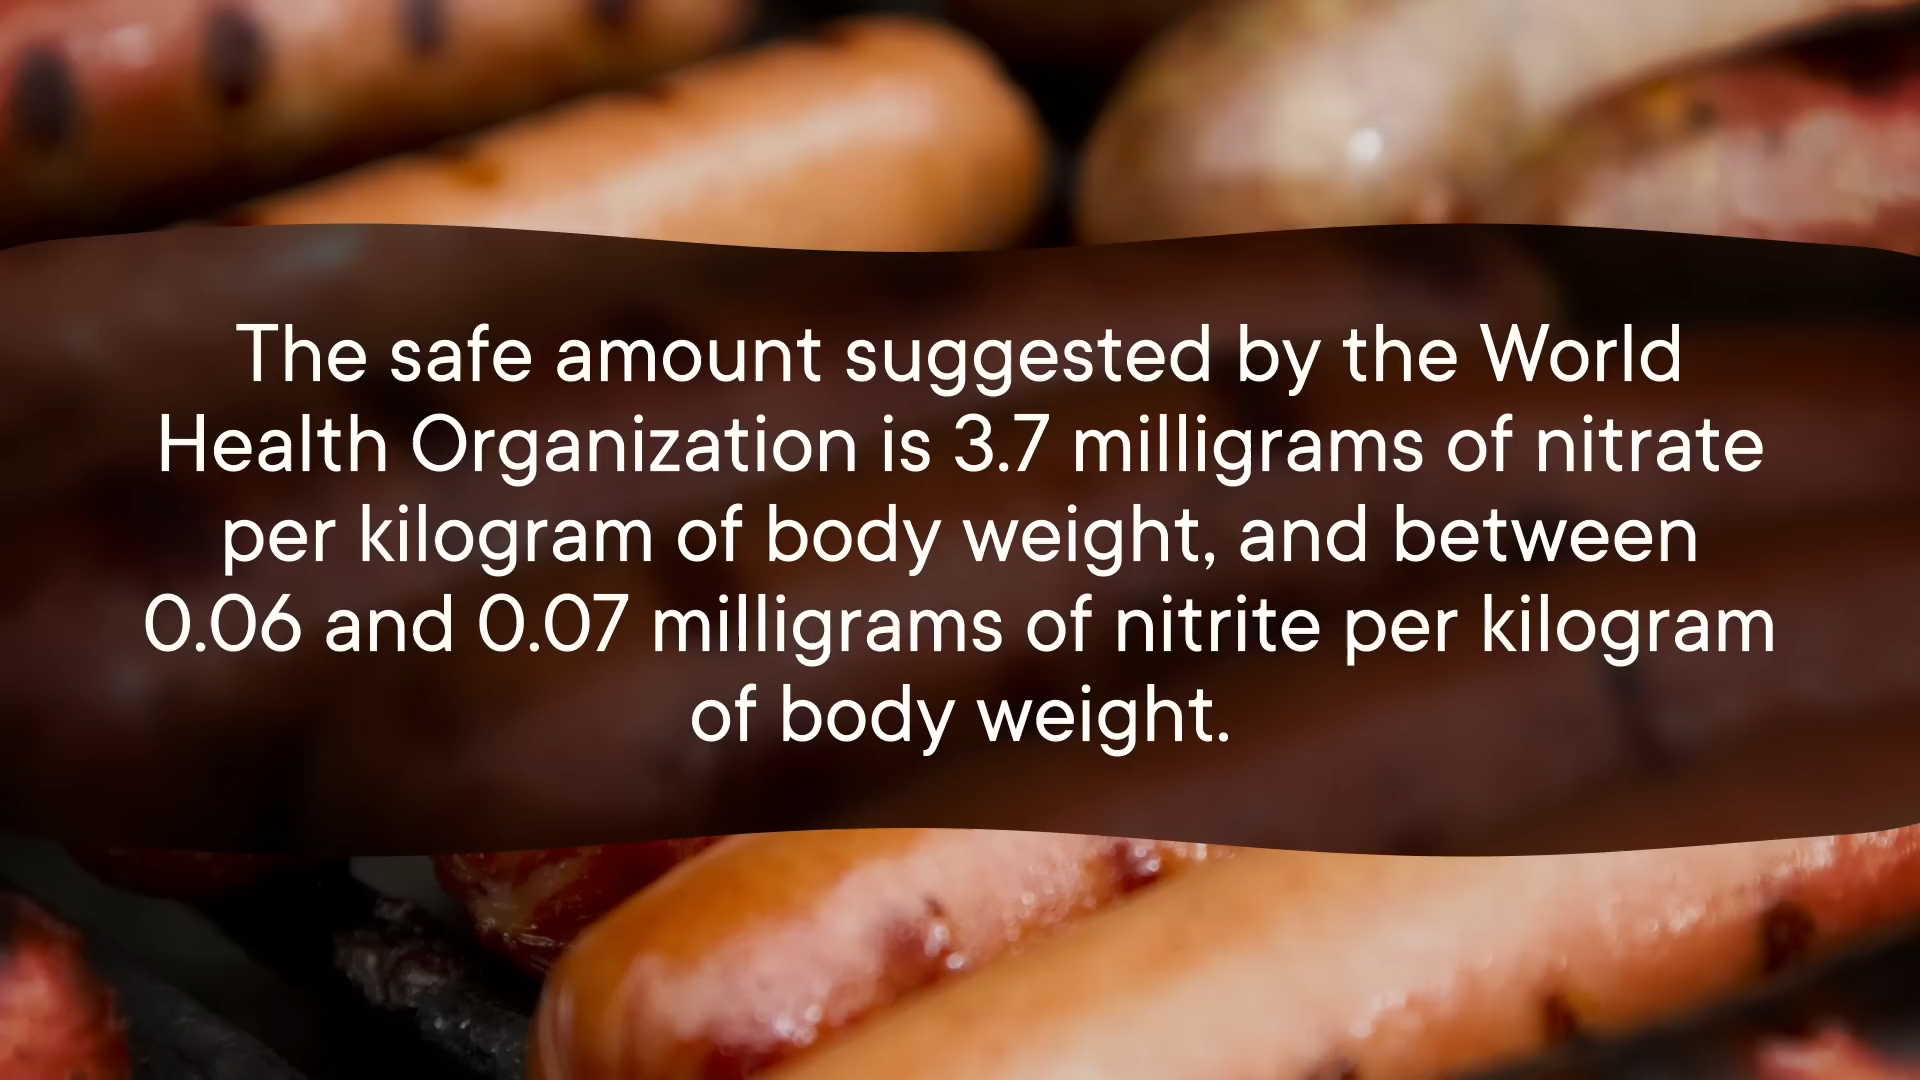 The safe amount suggested by the World
Health Organization is 3.7 milligrams of nitrate
per kilogram of body weight, and between
0.06 and 0.07 milligrams of nitrite per kilogram
of body weight.